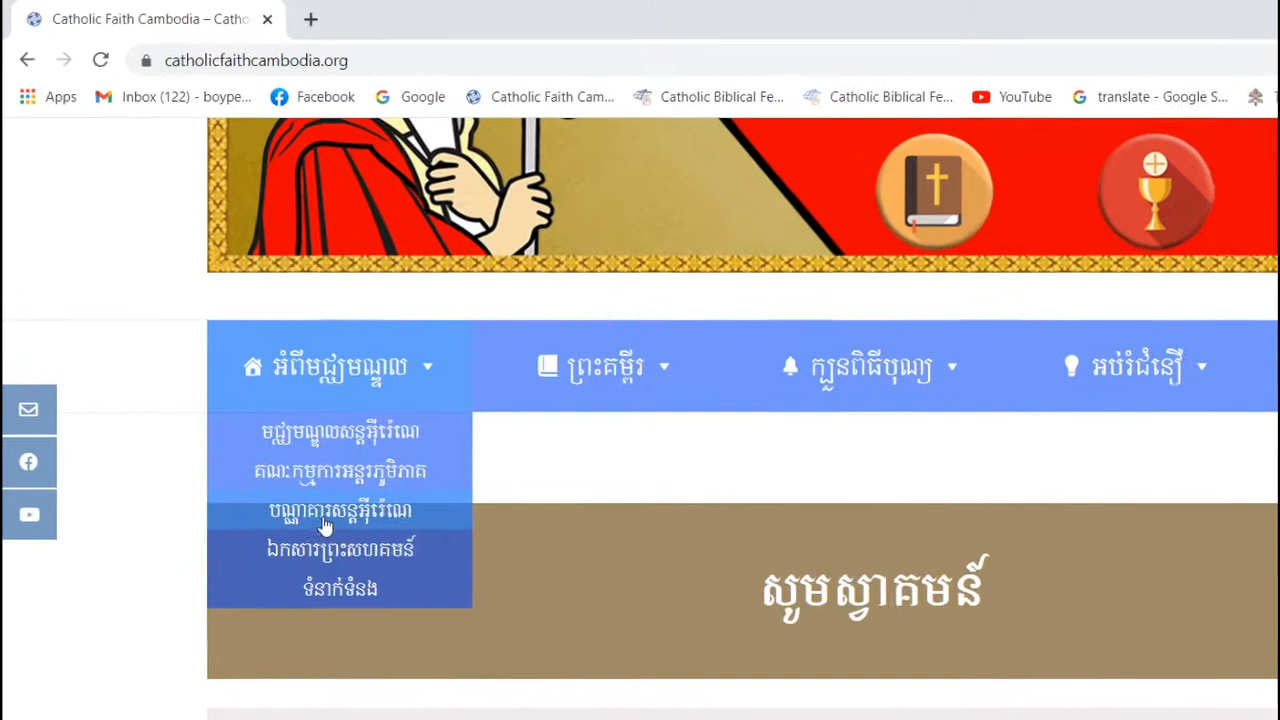 Catholic Faith Cambodia – Catho
catholicfaithcambodia.org
Apps
Inbox (122) – boype...
Facebook
Google
Catholic Faith Cam...
Catholic Biblical Fe...
Catholic Biblical Fe...
YouTube
translate - Google S...
អំពីមជ្ឈមណ្ឌល
ព្រះគម្ពីរ
ក្បួនពិធីបុណ្យ
អប់រំជំនឿ
មជ្ឈមណ្ឌលសន្តអ៊ីរ៉េណេ
គណៈកម្មការអន្តរភូមិភាគ
បណ្ណាគារសន្តអ៊ីរ៉េណេ
ឯកសារព្រះសហគមន៍
ទំនាក់ទំនង
សូមស្វាគមន៍